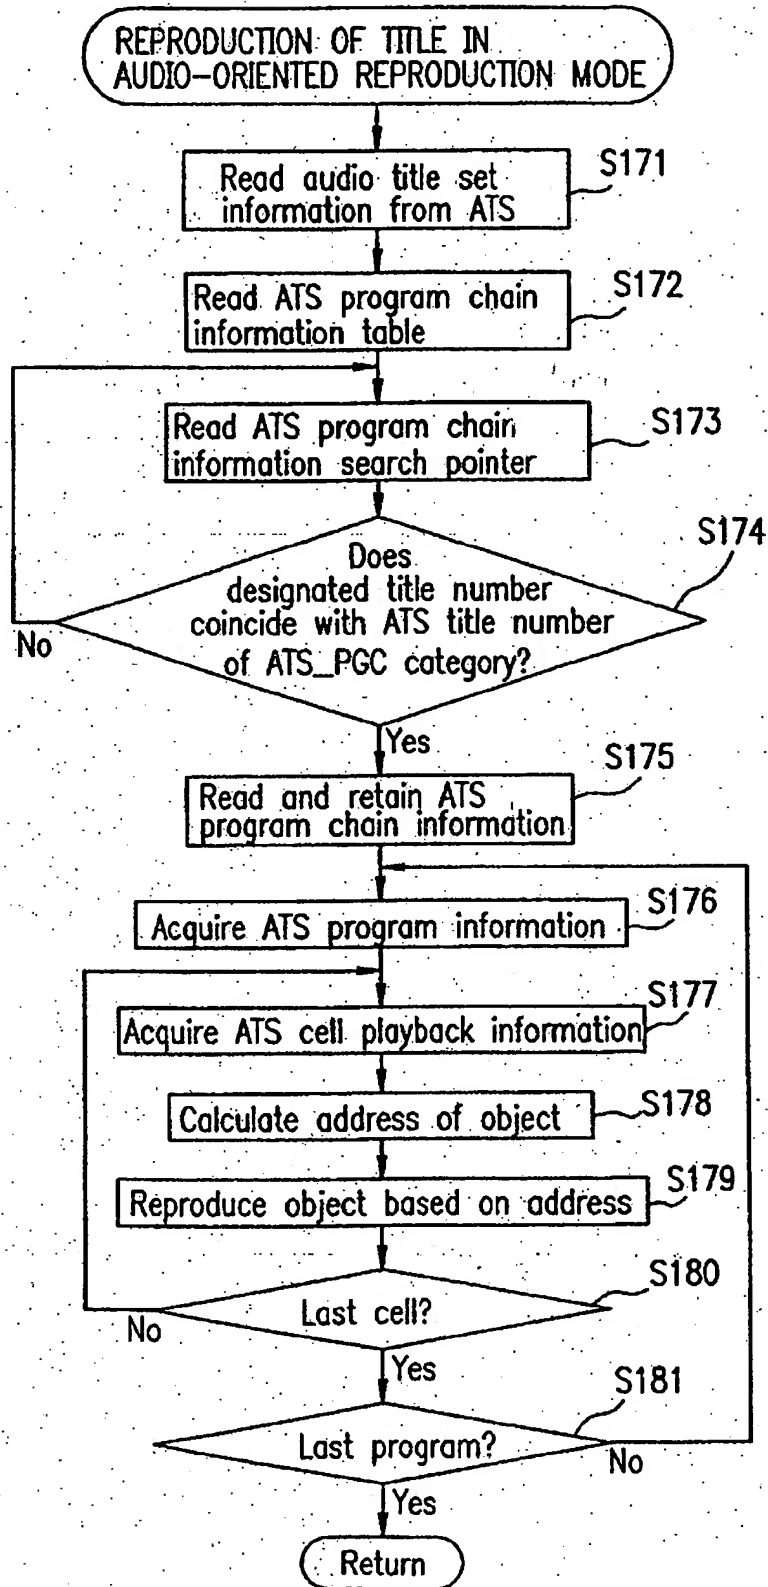 REPRODUCTION OF TITLE IN
AUDIO-ORIENTED REPRODUCTION MODE
S171
Read audio title set
information from ATS
S172
Read ATS program chain
information table
S173
Read ATS program chain
information search pointer
S174
Does
designated title number
coincide with ATS title number
of ATS_PGC category?
No
Yes
S175
Read and retain ATS
program chain information
S176
Acquire ATS program information
S177
Acquire ATS cell playback information
S178
Calculate address of object
S179
Reproduce object based on address
S180
Last cell?
No
Yes
S181
Last program?
No
Yes
Return